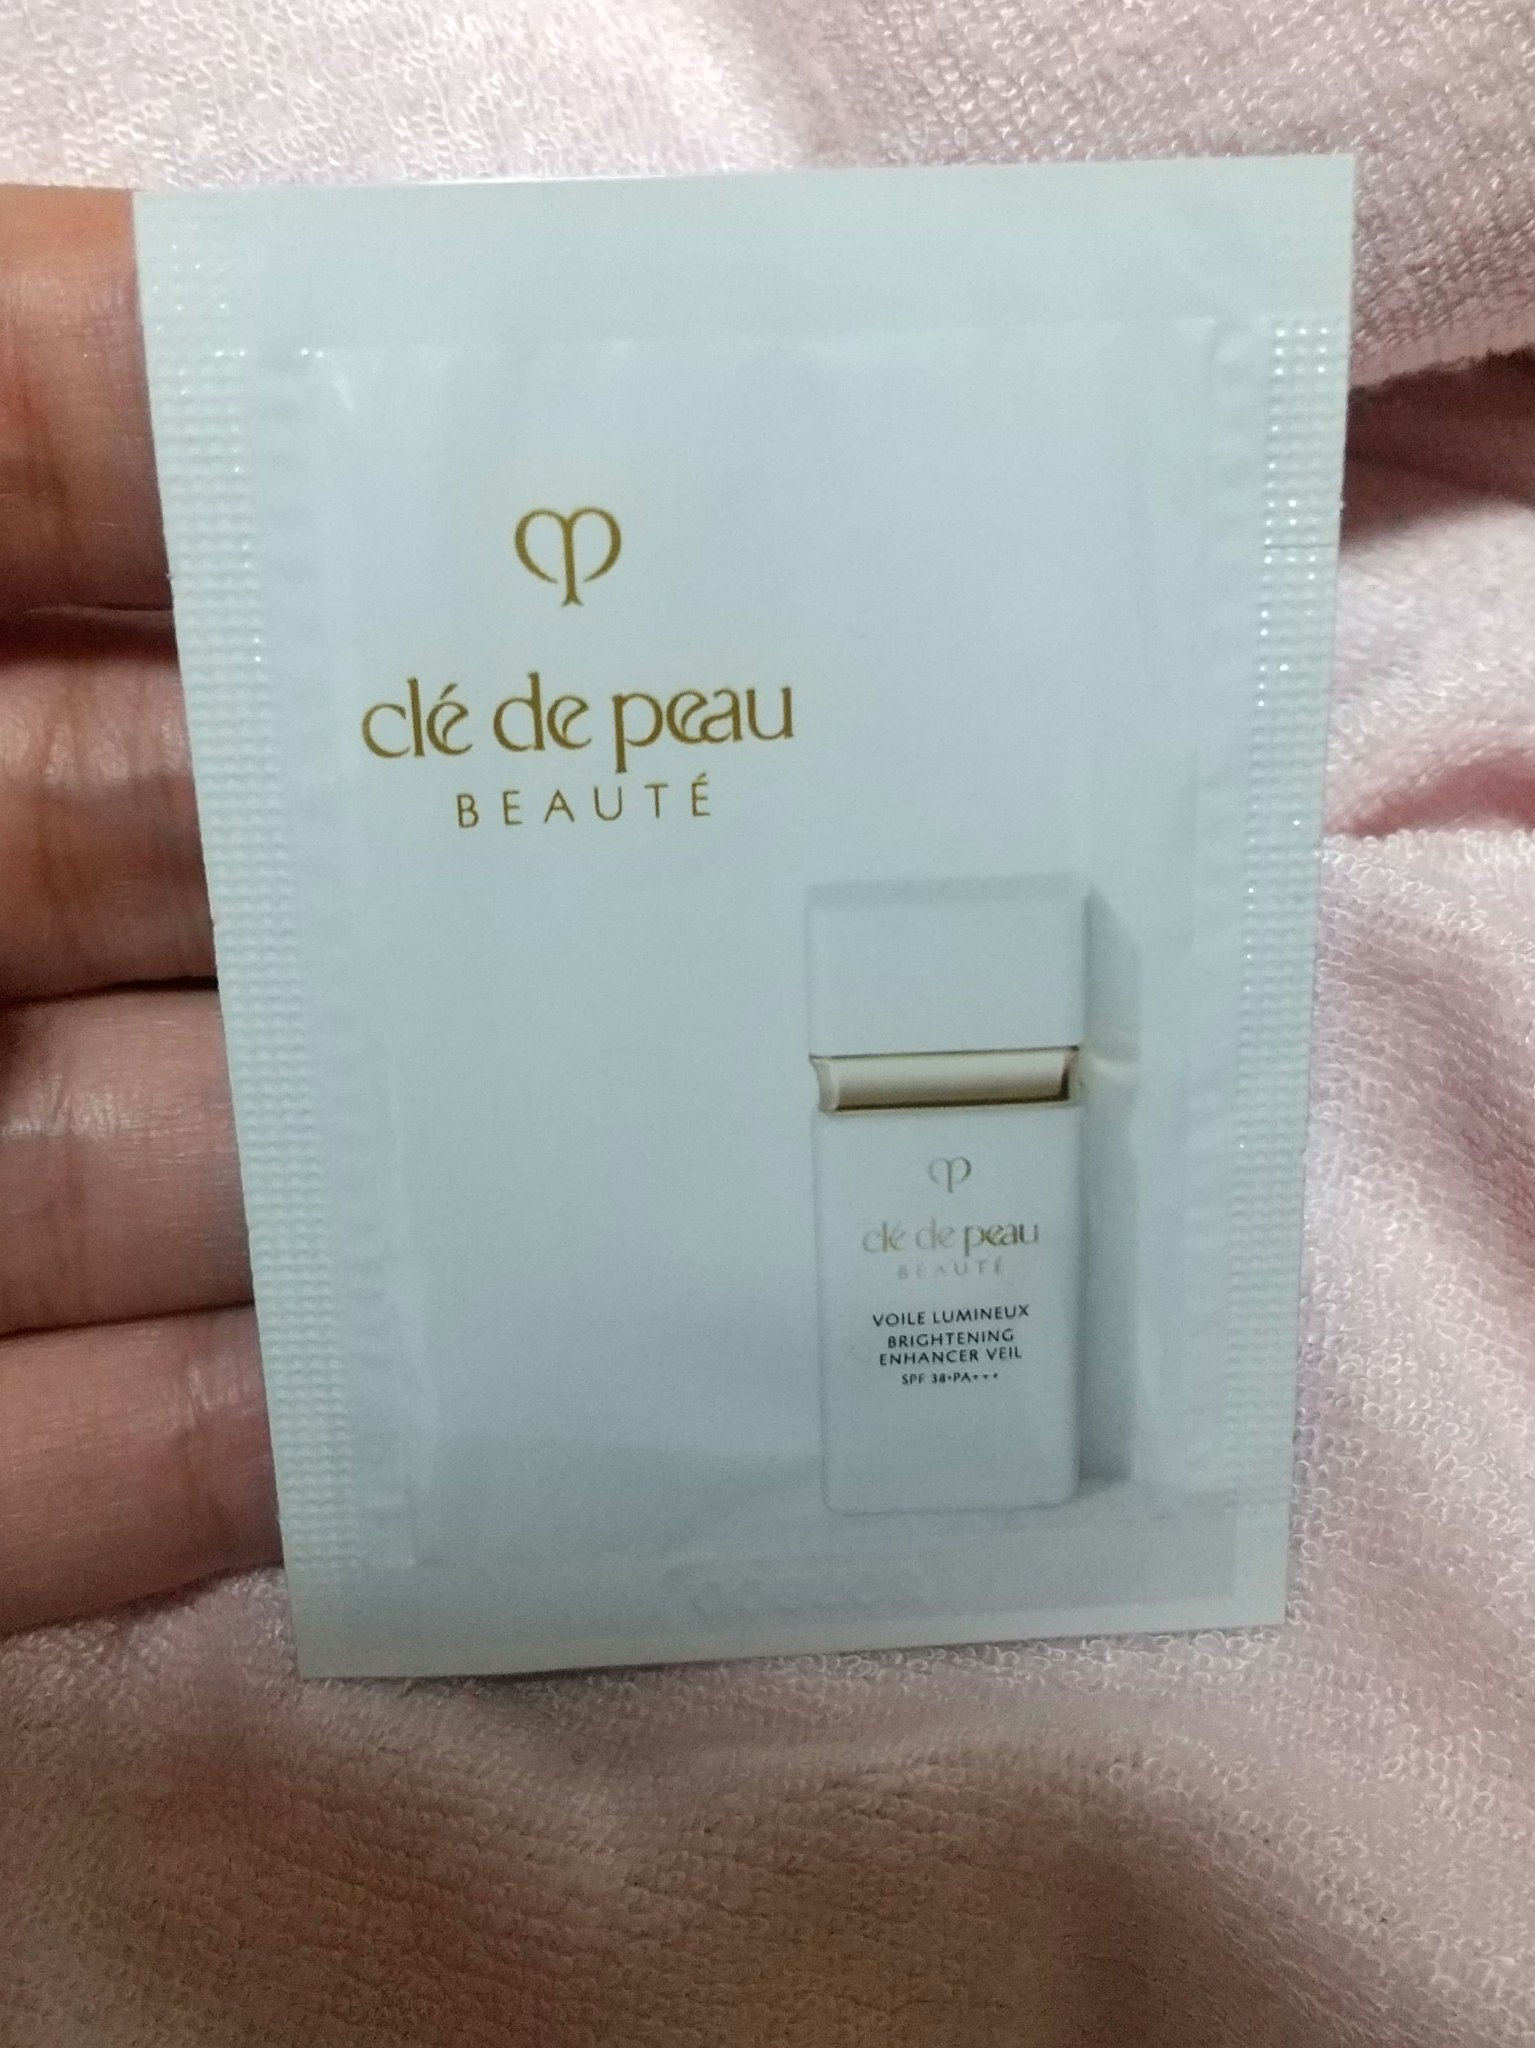 clé de peau
BEAUTÉ
clé de peau
BEAUTÉ
VOILE LUMINEUX
BRIGHTENING
ENHANCER VEIL
SPF 38•PA+++